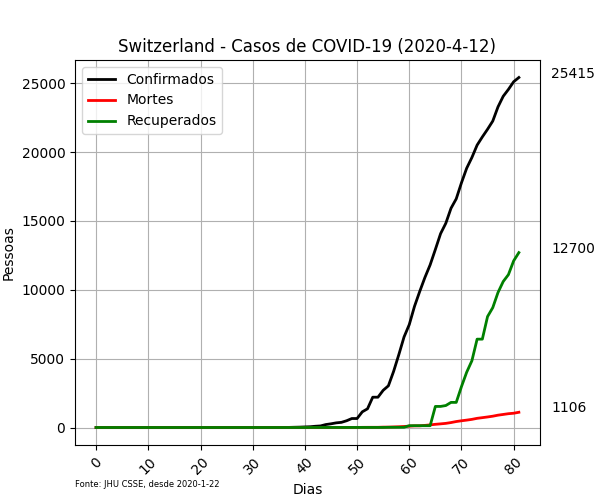 Switzerland - Casos de COVID-19 (2020-4-12)
Confirmados
Mortes
Recuperados
25415
12700
1106
Pessoas
25000
20000
15000
10000
5000
0
0
10
20
30
40
50
60
70
80
Dias
Fonte: JHU CSSE, desde 2020-1-22